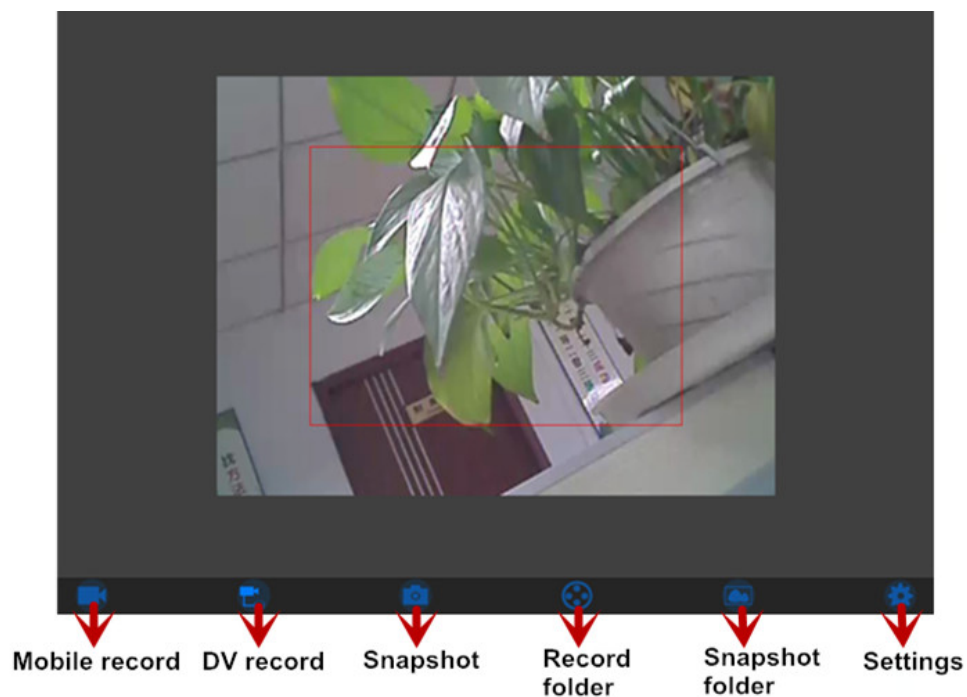 Mobile record
DV record
Snapshot
Record
folder
Snapshot
folder
Settings